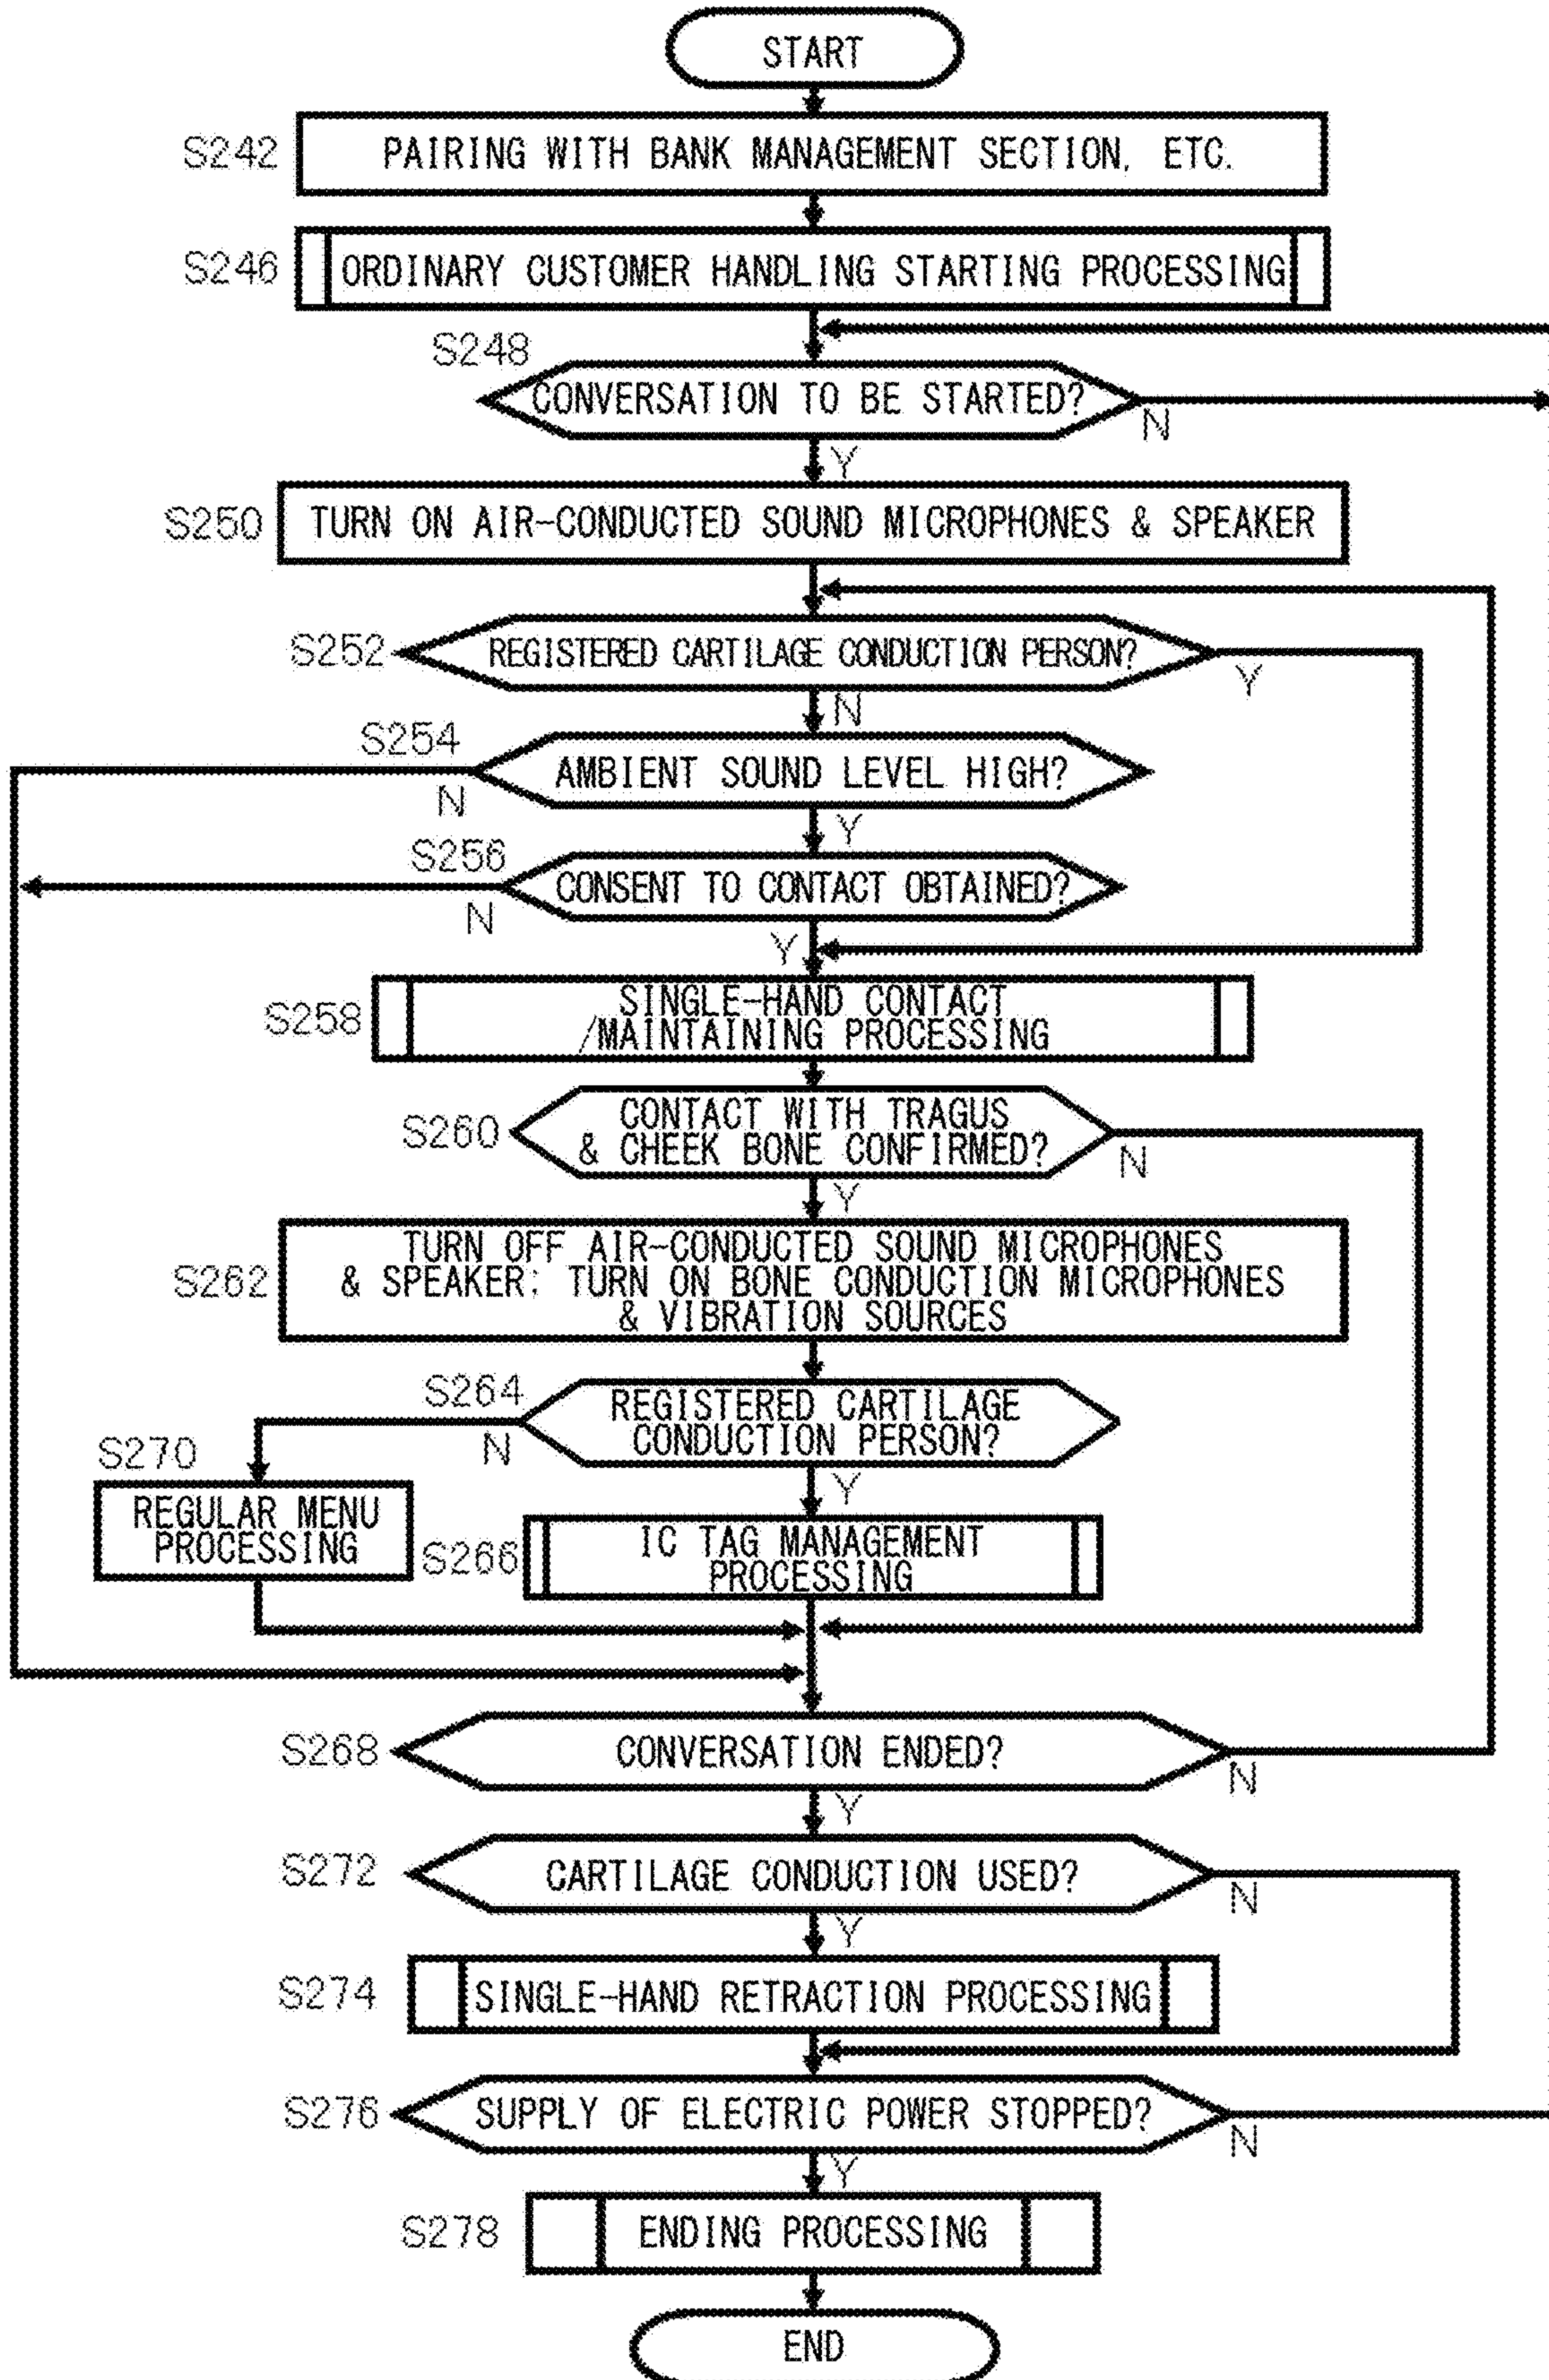 START
S242
PAIRING WITH BANK MANAGEMENT SECTION, ETC.
S246
ORDINARY CUSTOMER HANDLING STARTING PROCESSING
S248
CONVERSATION TO BE STARTED?
N
Y
S250
TURN ON AIR-CONDUCTED SOUND MICROPHONES & SPEAKER
S252
REGISTERED CARTILAGE CONDUCTION PERSON?
Y
N
S254
AMBIENT SOUND LEVEL HIGH?
N
Y
S256
CONSENT TO CONTACT OBTAINED?
N
Y
S258
SINGLE-HAND CONTACT
/MAINTAINING PROCESSING
S260
CONTACT WITH TRAGUS
& CHEEK BONE CONFIRMED?
N
Y
S262
TURN OFF AIR-CONDUCTED SOUND MICROPHONES
& SPEAKER; TURN ON BONE CONDUCTION MICROPHONES
& VIBRATION SOURCES
S264
REGISTERED CARTILAGE
CONDUCTION PERSON?
N
Y
S270
REGULAR MENU
PROCESSING
S266
IC TAG MANAGEMENT
PROCESSING
S268
CONVERSATION ENDED?
N
Y
S272
CARTILAGE CONDUCTION USED?
N
Y
S274
SINGLE-HAND RETRACTION PROCESSING
S276
SUPPLY OF ELECTRIC POWER STOPPED?
N
Y
S278
ENDING PROCESSING
END